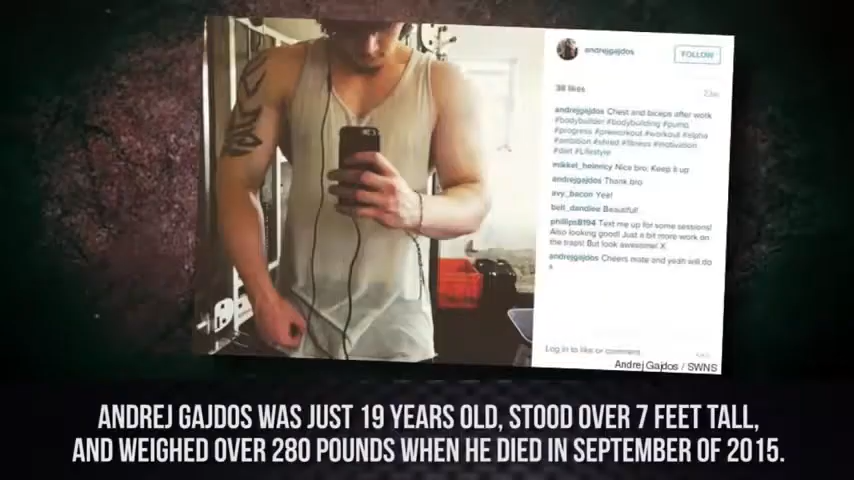 andrejgajdos
FOLLOW
38 likes
andrejgajdos Chest and biceps after work
#bodybuilder #bodybuilding #pump
#progress #preworkout #workout #alpha
#ambition #shred #fitness #motivation
#diet #Lifestyle
mikkel_heinricy Nice bro. Keep it up
andrejgajdos Thank bro
avy_bacon Yee!
Beautiful!
phillips8194 Text me up for some sessions!
Also looking good! Just a bit more work on
the traps! But look awesome! X
andrejgajdos Cheers mate and yeah will do
x
Log in to like or comment.
Andrej Gajdos / SWNS
ANDREJ GAJDOS WAS JUST 19 YEARS OLD, STOOD OVER 7 FEET TALL,
AND WEIGHED OVER 280 POUNDS WHEN HE DIED IN SEPTEMBER OF 2015.